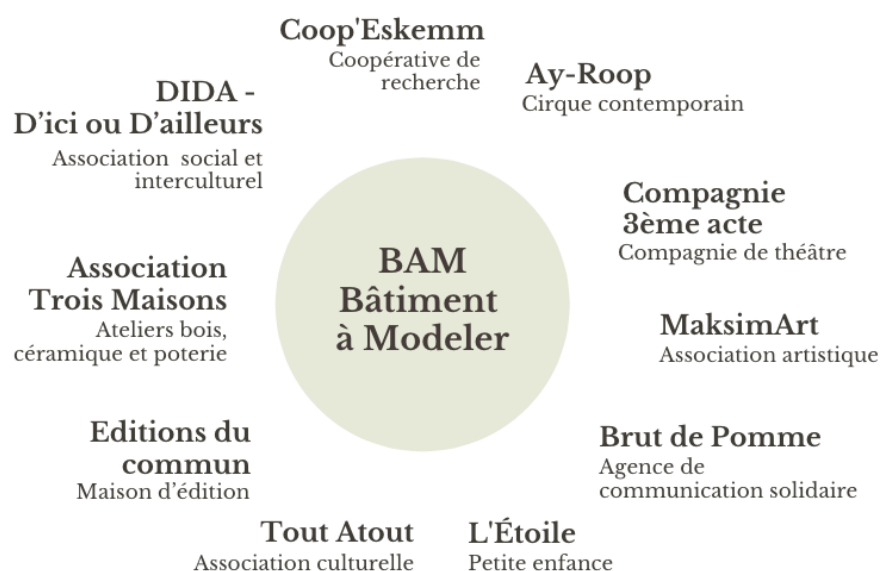 Coop'Eskemm
Coopérative de
recherche
Ay-Roop
Cirque contemporain
DIDA -
D’ici ou D’ailleurs
Association social et
interculturel
Compagnie
3ème acte
Compagnie de théâtre
BAM
Bâtiment
à Modeler
Association
Trois Maisons
Ateliers bois,
céramique et poterie
MaksimArt
Association artistique
Editions du
commun
Maison d’édition
Brut de Pomme
Agence de
communication solidaire
Tout Atout
Association culturelle
L'Étoile
Petite enfance